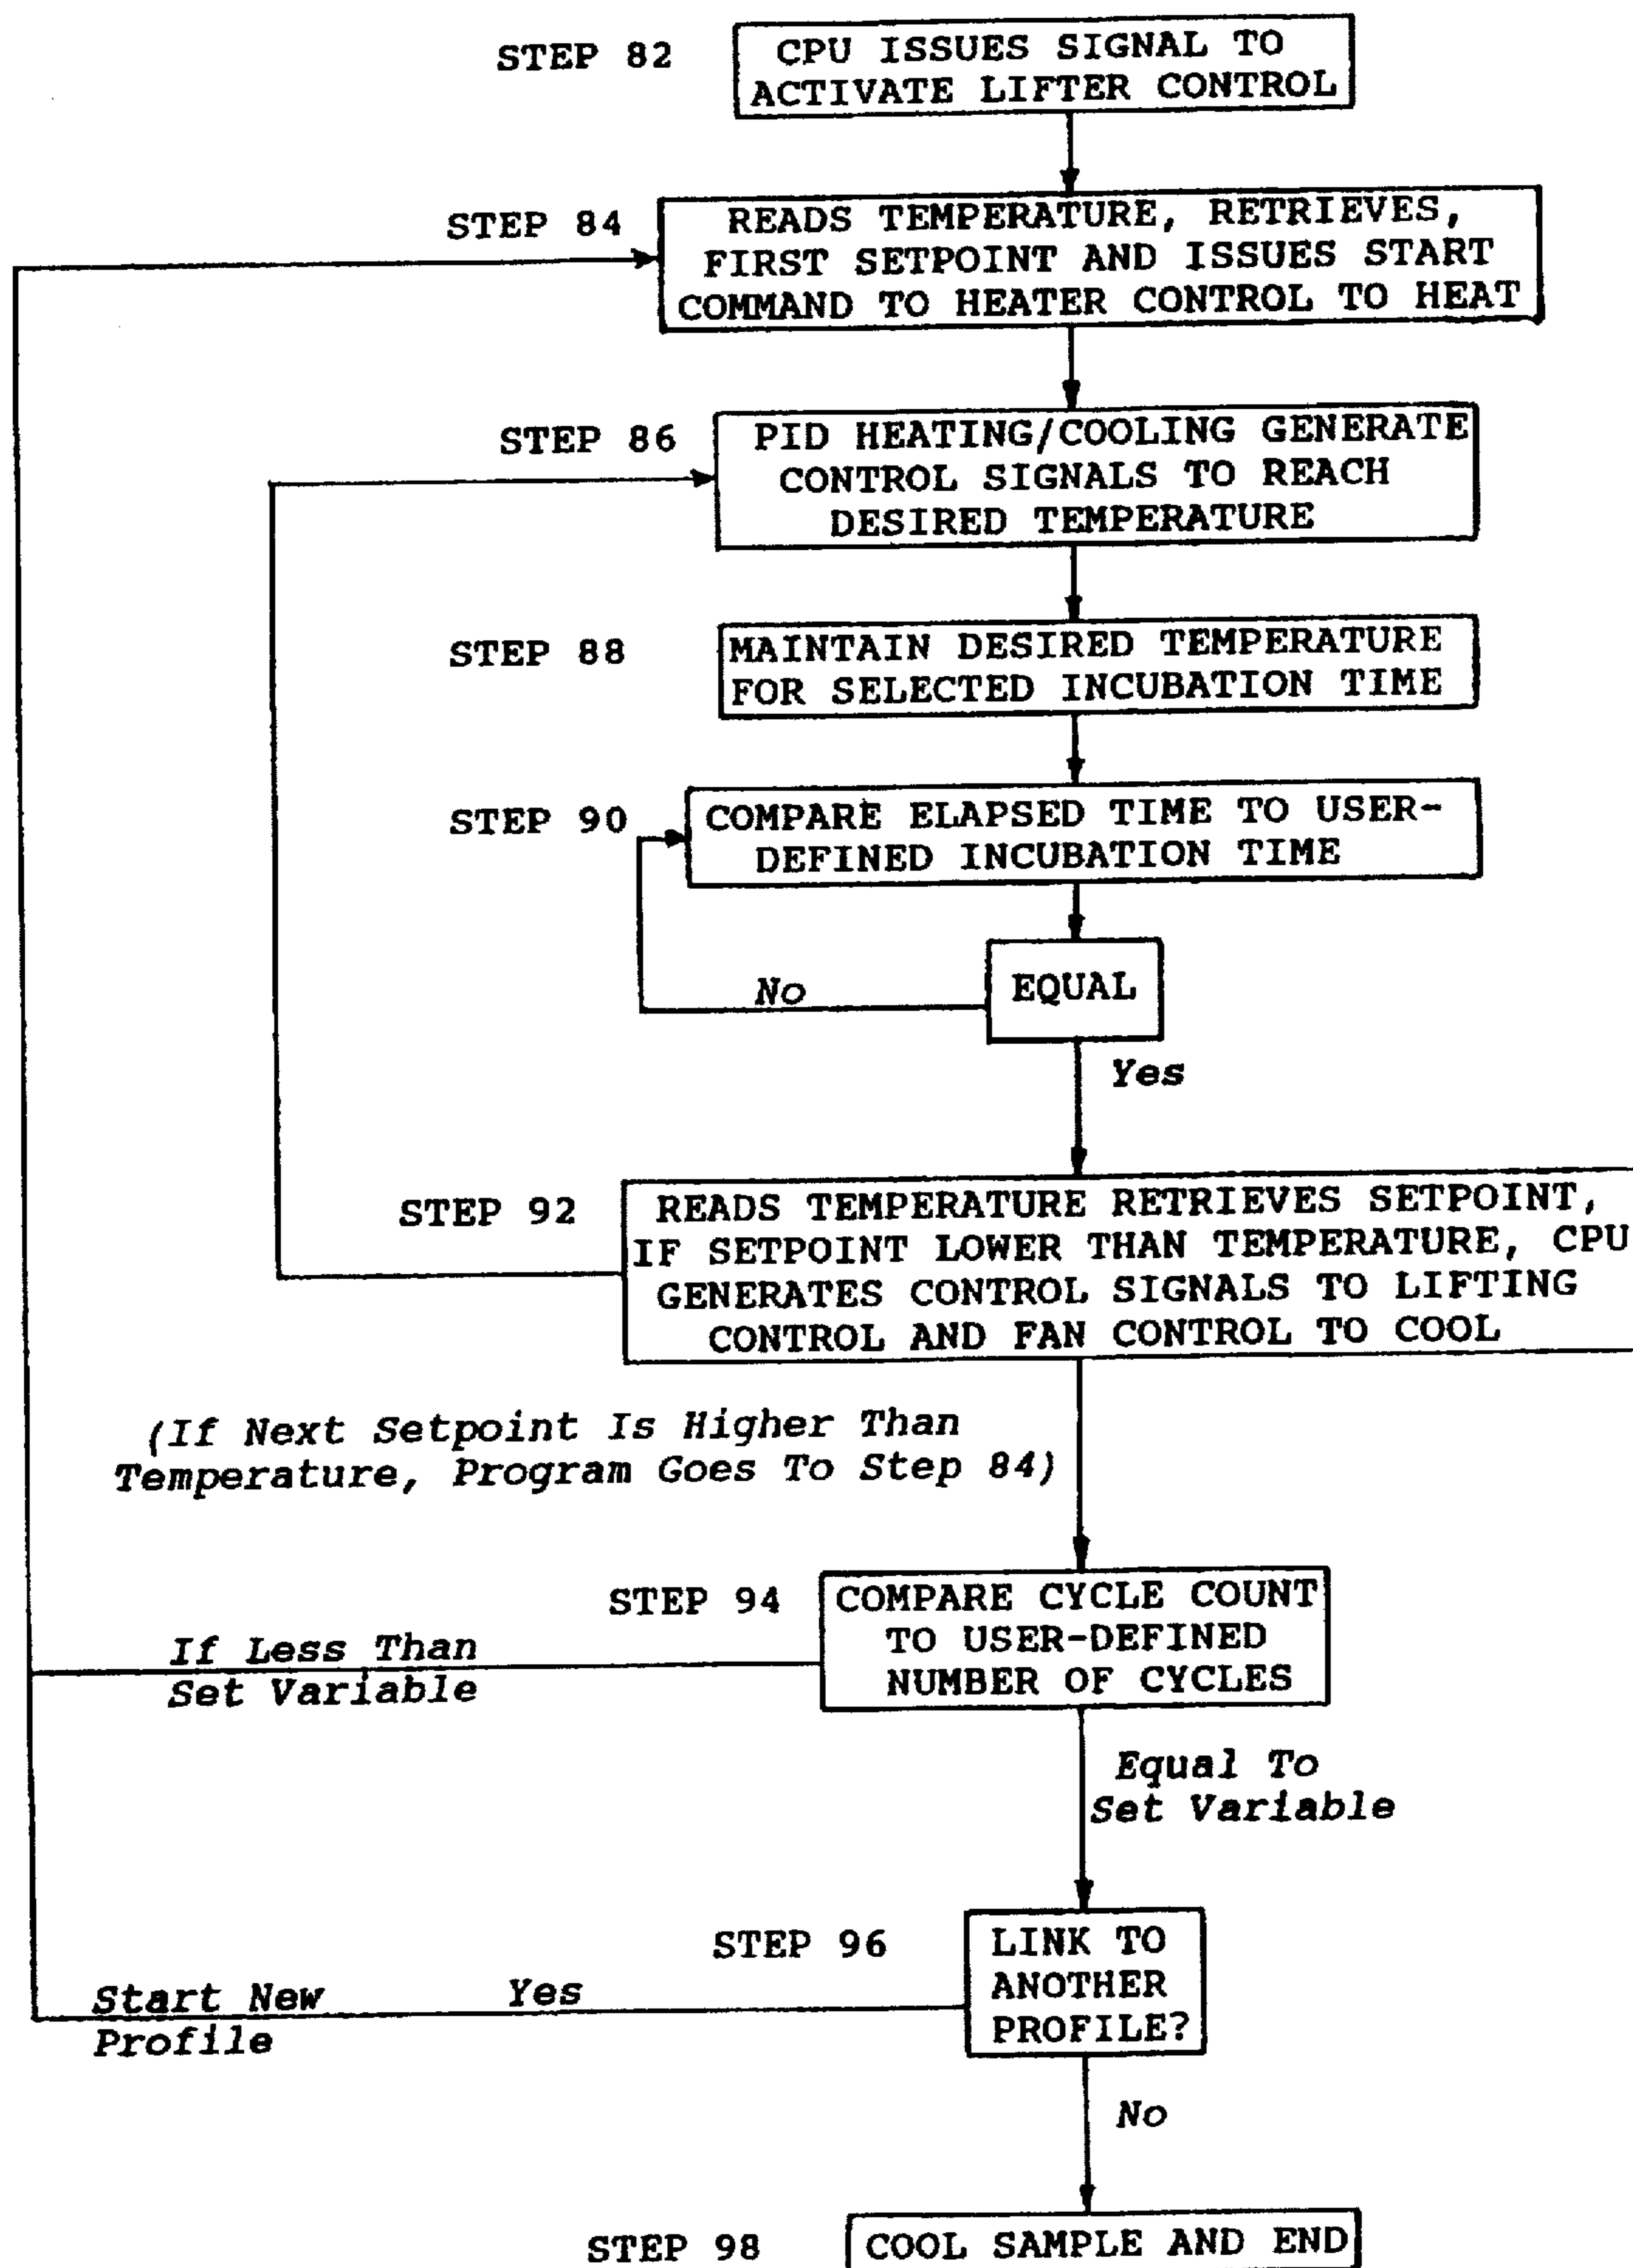 STEP 82
CPU ISSUES SIGNAL TO
ACTIVATE LIFTER CONTROL
STEP 84
READS TEMPERATURE, RETRIEVES,
FIRST SETPOINT AND ISSUES START
COMMAND TO HEATER CONTROL TO HEAT
STEP 86
PID HEATING/COOLING GENERATE
CONTROL SIGNALS TO REACH
DESIRED TEMPERATURE
STEP 88
MAINTAIN DESIRED TEMPERATURE
FOR SELECTED INCUBATION TIME
STEP 90
COMPARE ELAPSED TIME TO USER-
DEFINED INCUBATION TIME
EQUAL
No
Yes
STEP 92
READS TEMPERATURE RETRIEVES SETPOINT,
IF SETPOINT LOWER THAN TEMPERATURE, CPU
GENERATES CONTROL SIGNALS TO LIFTING
CONTROL AND FAN CONTROL TO COOL
(If Next Setpoint Is Higher Than
Temperature, Program Goes To Step 84)
STEP 94
COMPARE CYCLE COUNT
TO USER-DEFINED
NUMBER OF CYCLES
If Less Than
Set Variable
Equal To
Set Variable
STEP 96
LINK TO
ANOTHER
PROFILE?
Start New
Profile
Yes
No
STEP 98
COOL SAMPLE AND END